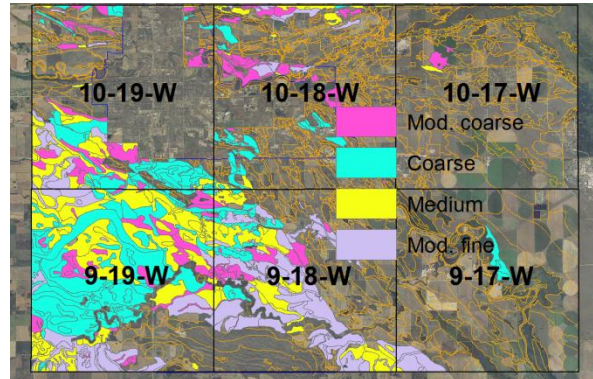 10-19-W
10-18-W
10-17-W
Mod. coarse
Coarse
Medium
Mod. fine
9-19-W
9-18-W
9-17-W